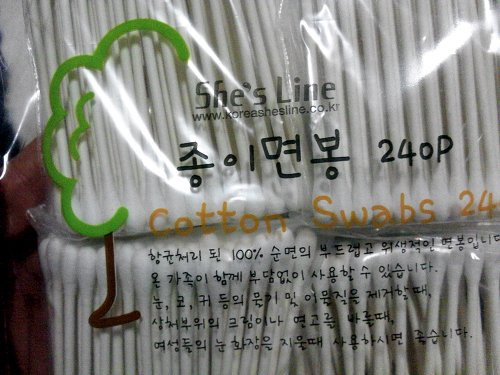 She's Line
www.koreashesline.co.kr
종이면봉 240P
Cotton Swabs 24
항균처리 된 100% 순면의 부드럽고 위생적인 면봉입니다
온 가족이 함께 부담없이 사용할 수 있습니다.
눈, 코, 귀 등의 물기 및 이물질을 제거할때,
상처부위의 크림이나 연고를 바를때,
여성들의 눈화장을 지울때 사용하시면 좋습니다.